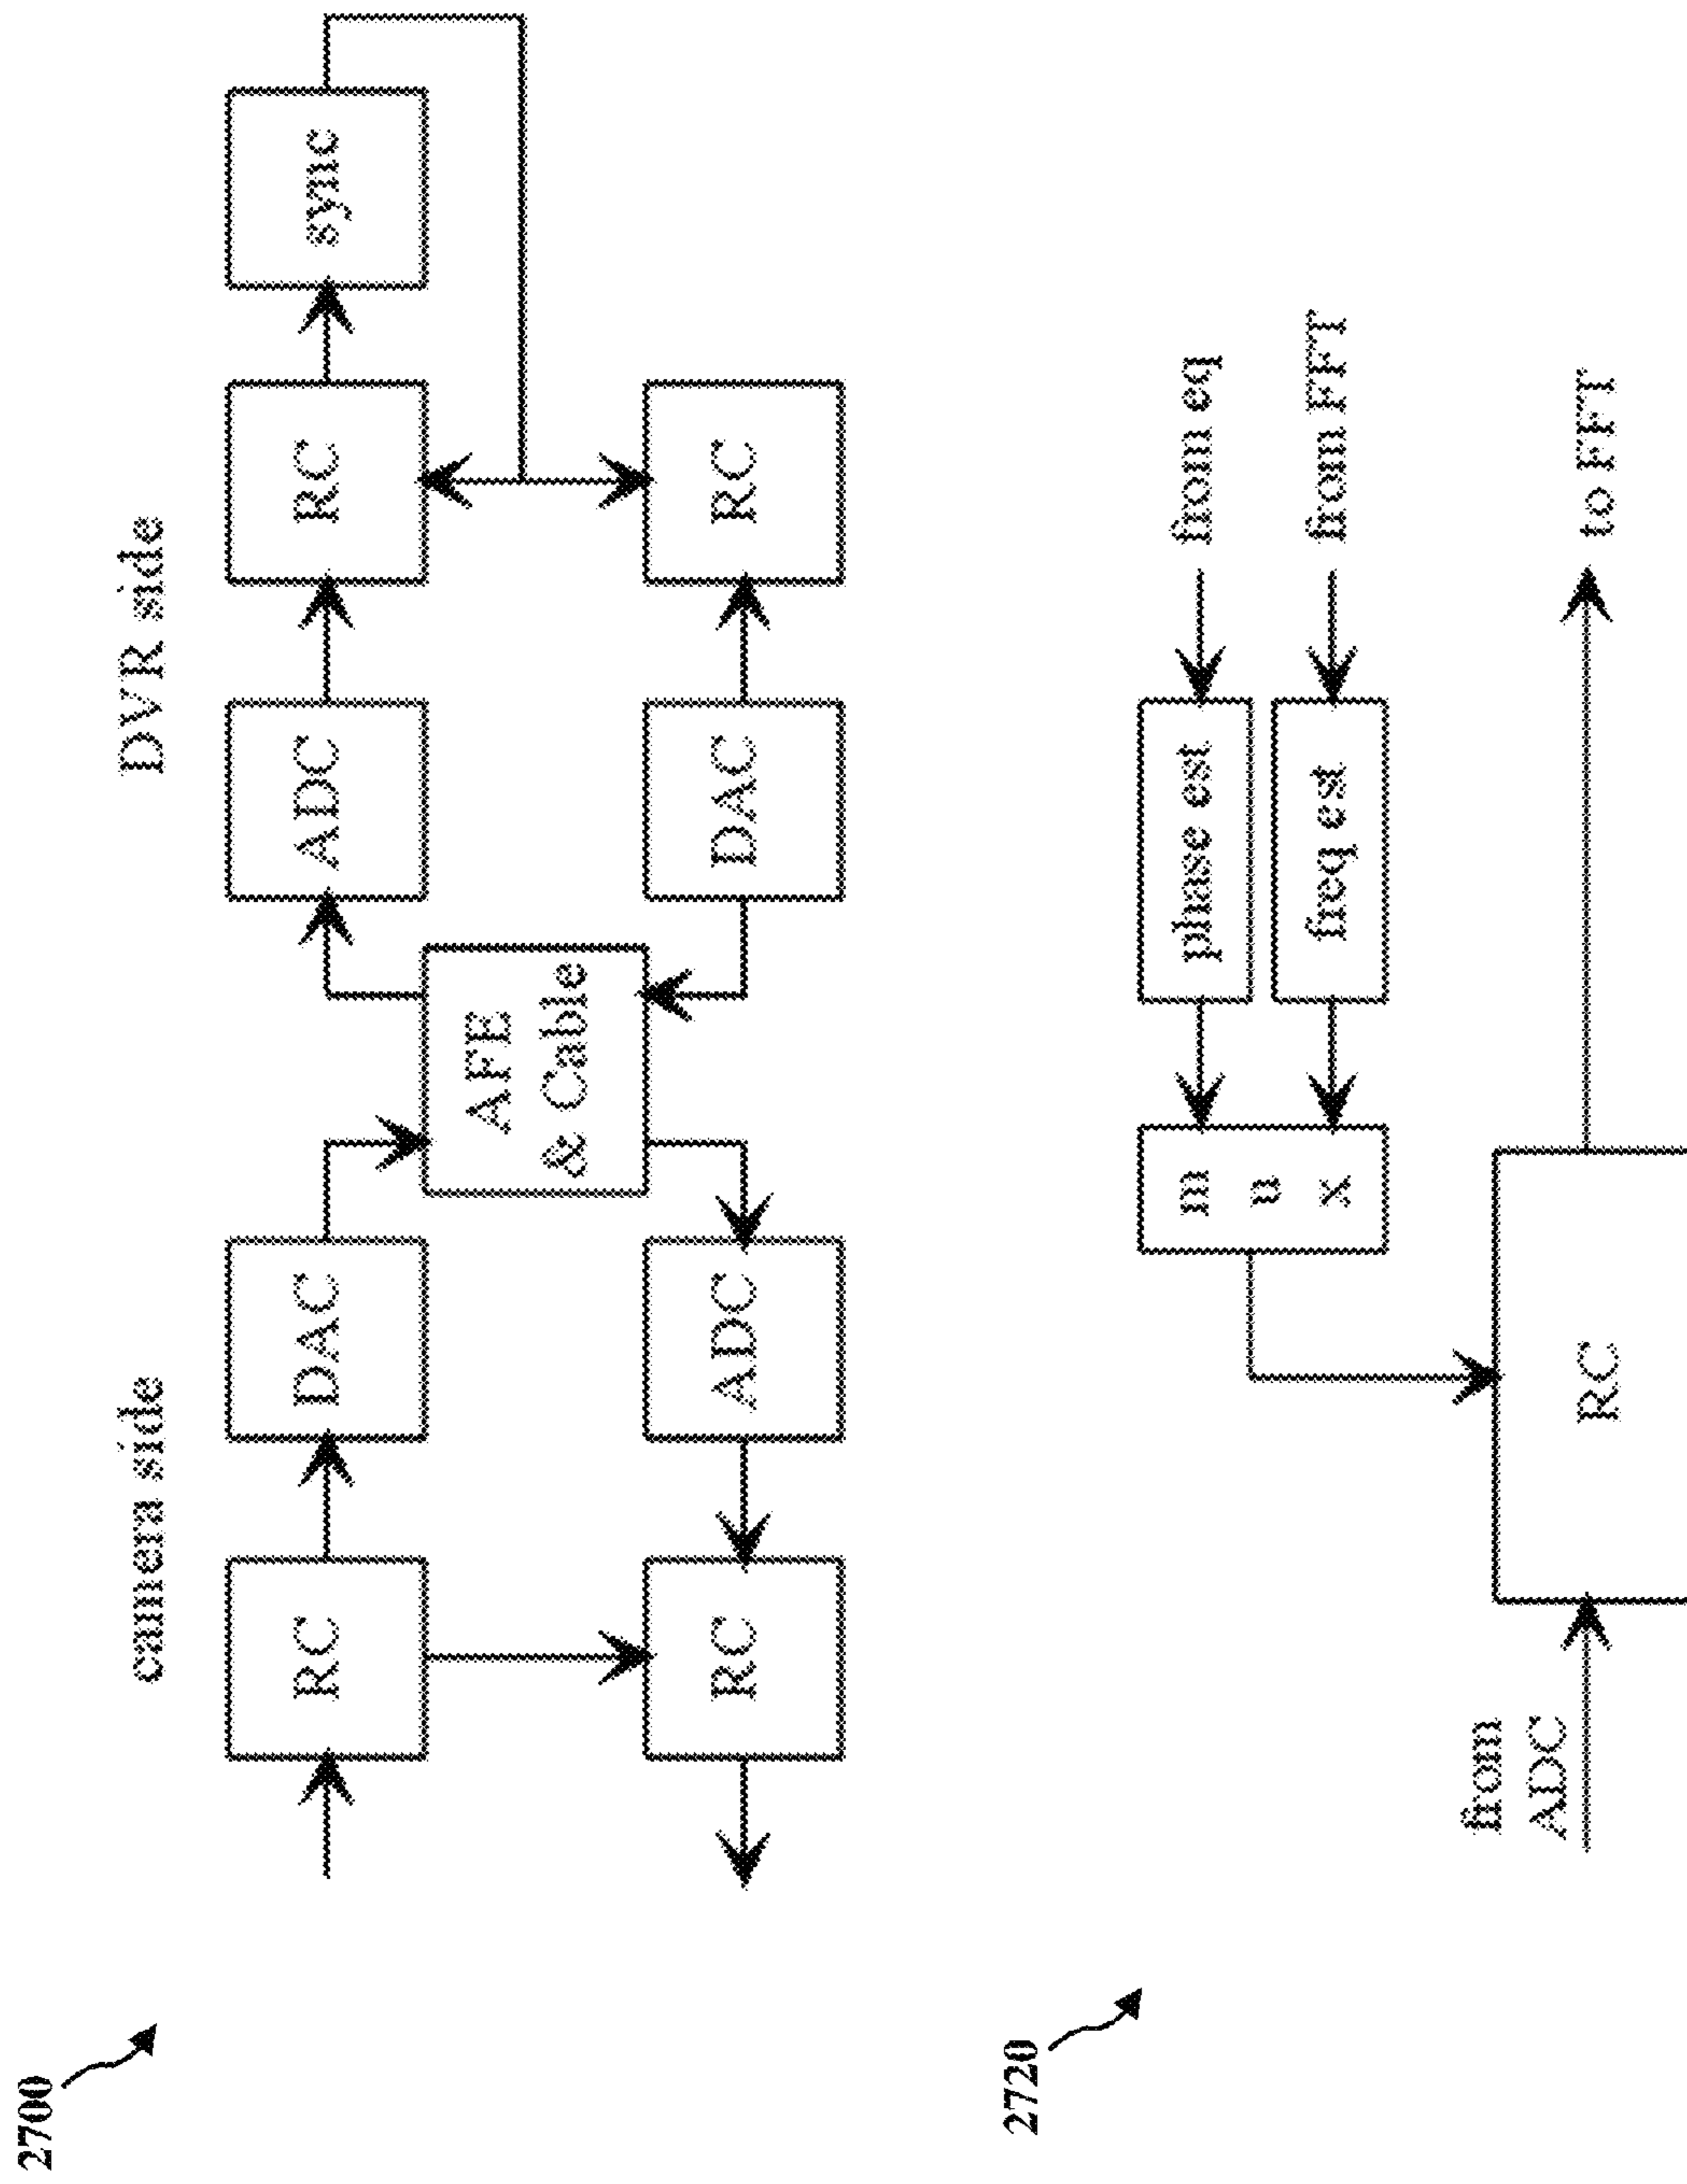 2700
camera side
DVR side
RC
DAC
ADC
RC
sync
AFE
& Cable
RC
ADC
DAC
RC
2720
m
u
x
phase est
from eq
freq est
from FFT
from
ADC
RC
to FFT